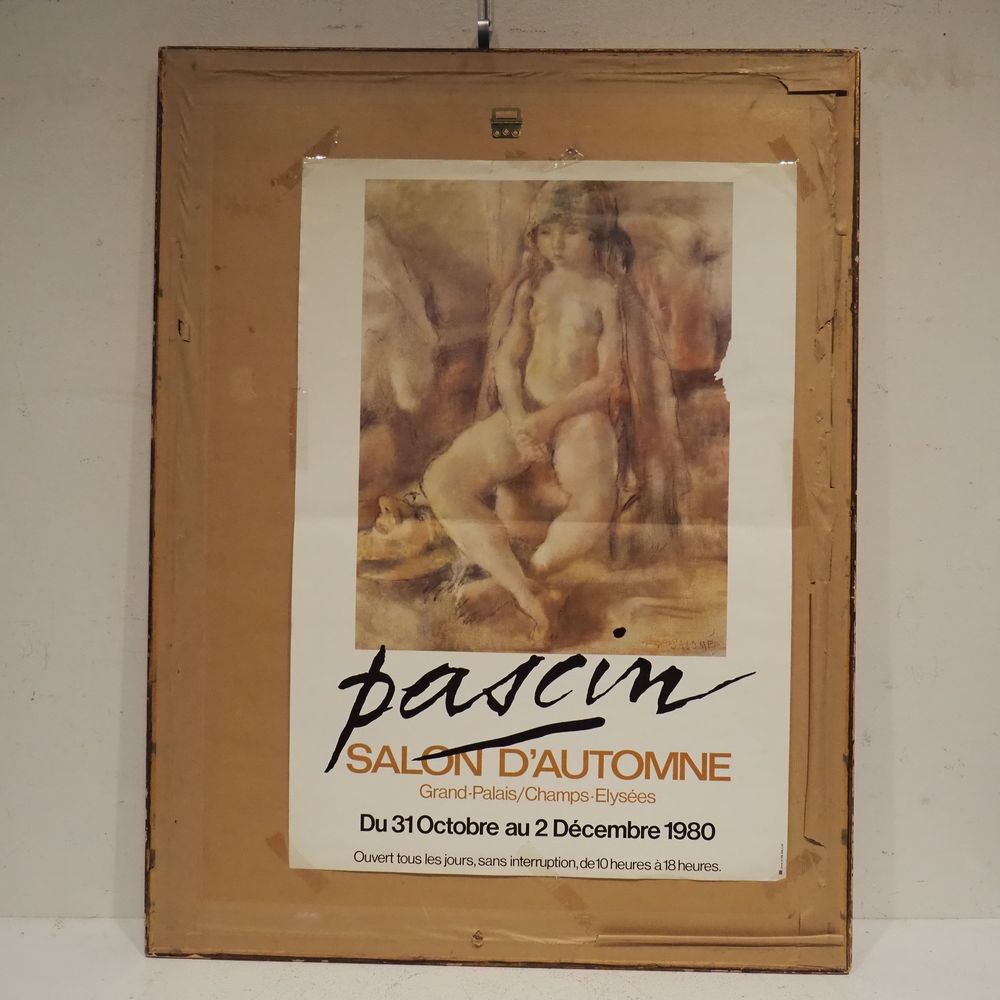 SALOME
pascin
SALON D'AUTOMNE
Grand-Palais/Champs-Elysées
Du 31 Octobre au 2 Décembre 1980
Ouvert tous les jours, sans interruption, de 10 heures à 18 heures.